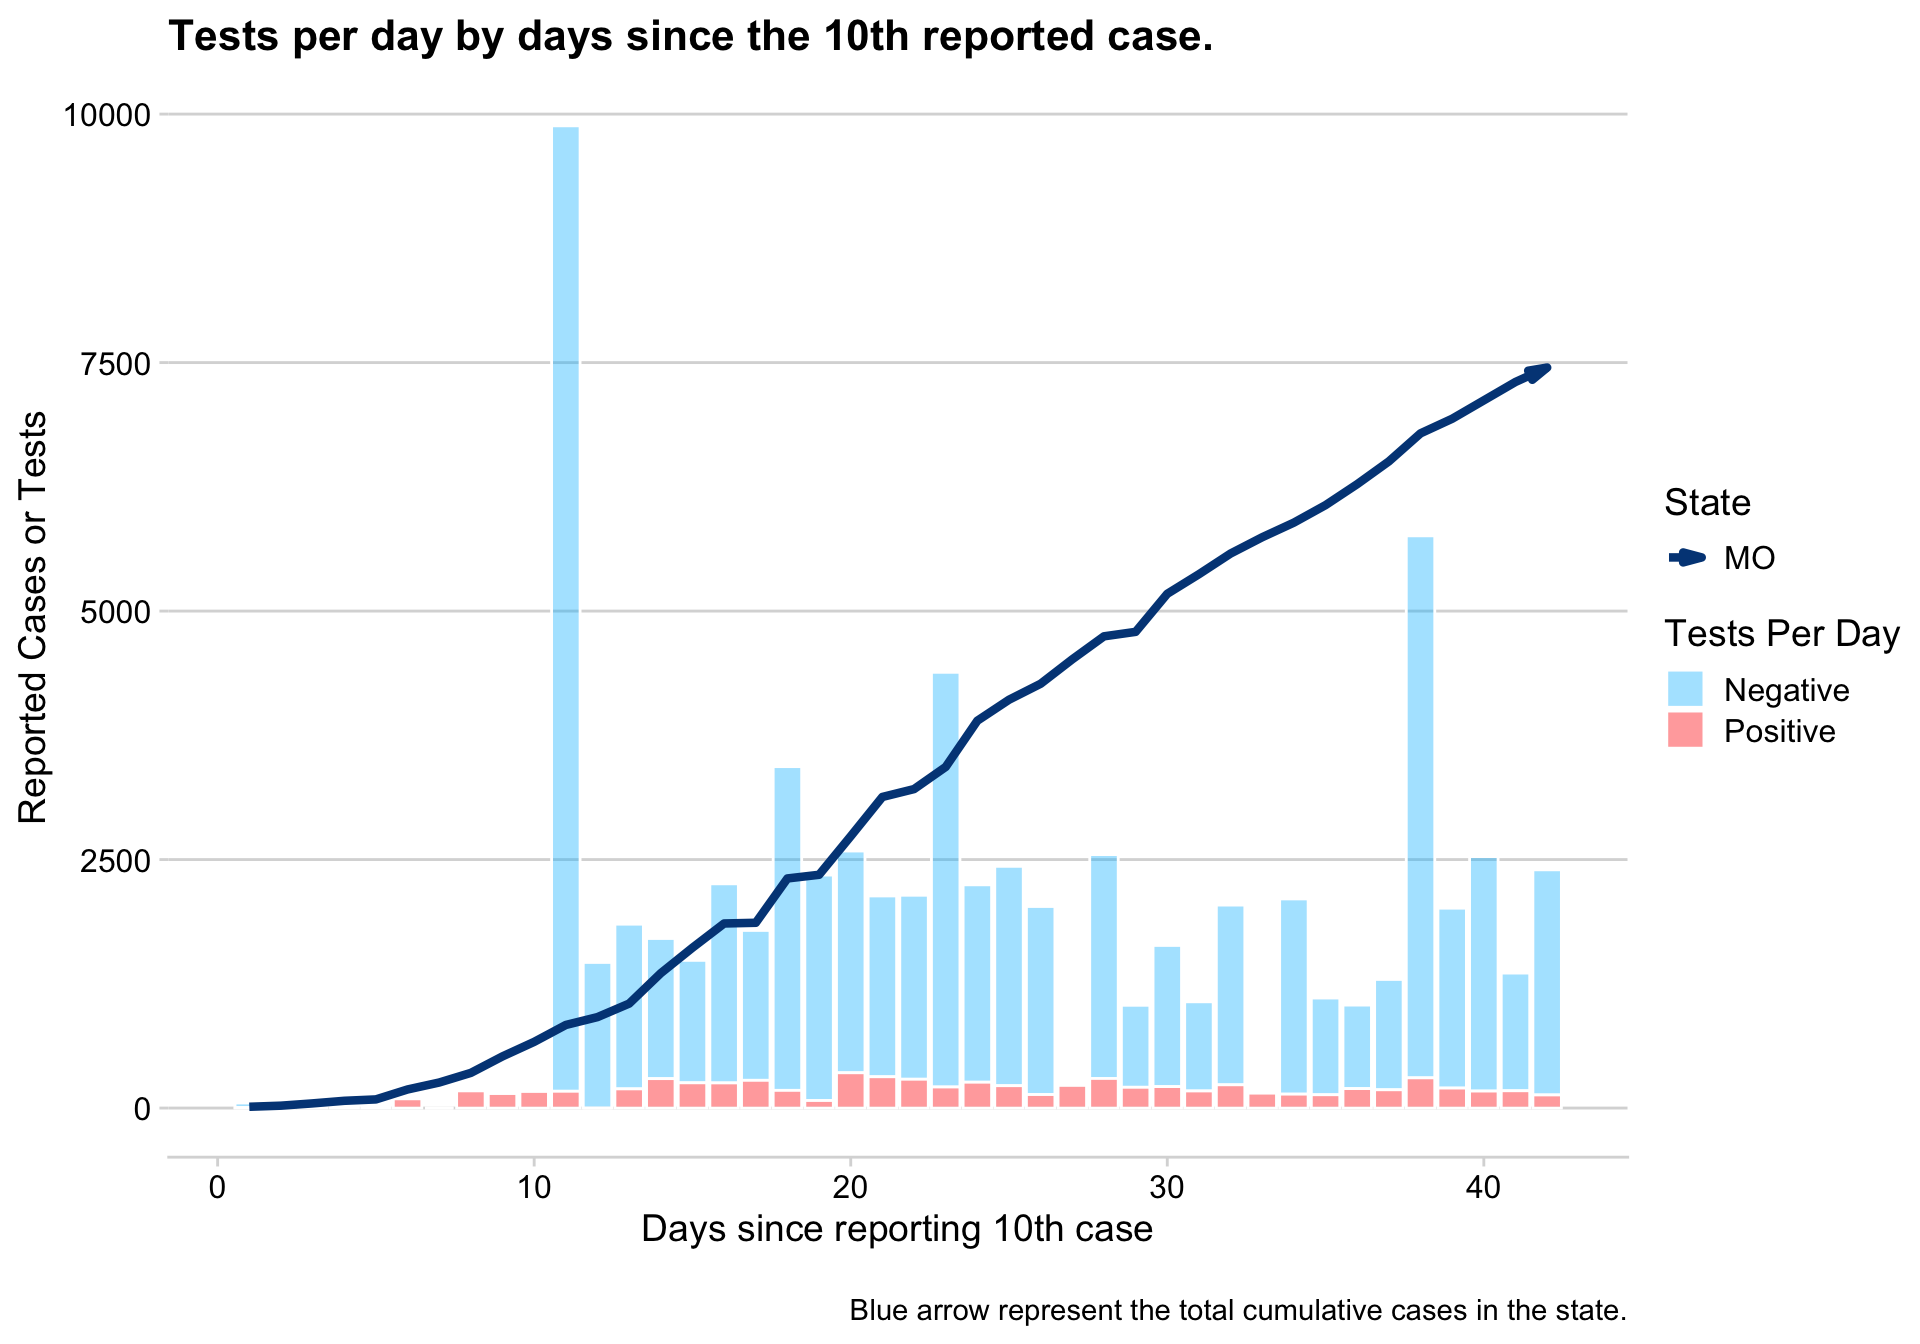 Tests per day by days since the 10th reported case.
10000
7500
5000
2500
0
Reported Cases or Tests
0 10 20 30 40
Days since reporting 10th case
State
MO
Tests Per Day
Negative
Positive
Blue arrow represent the total cumulative cases in the state.